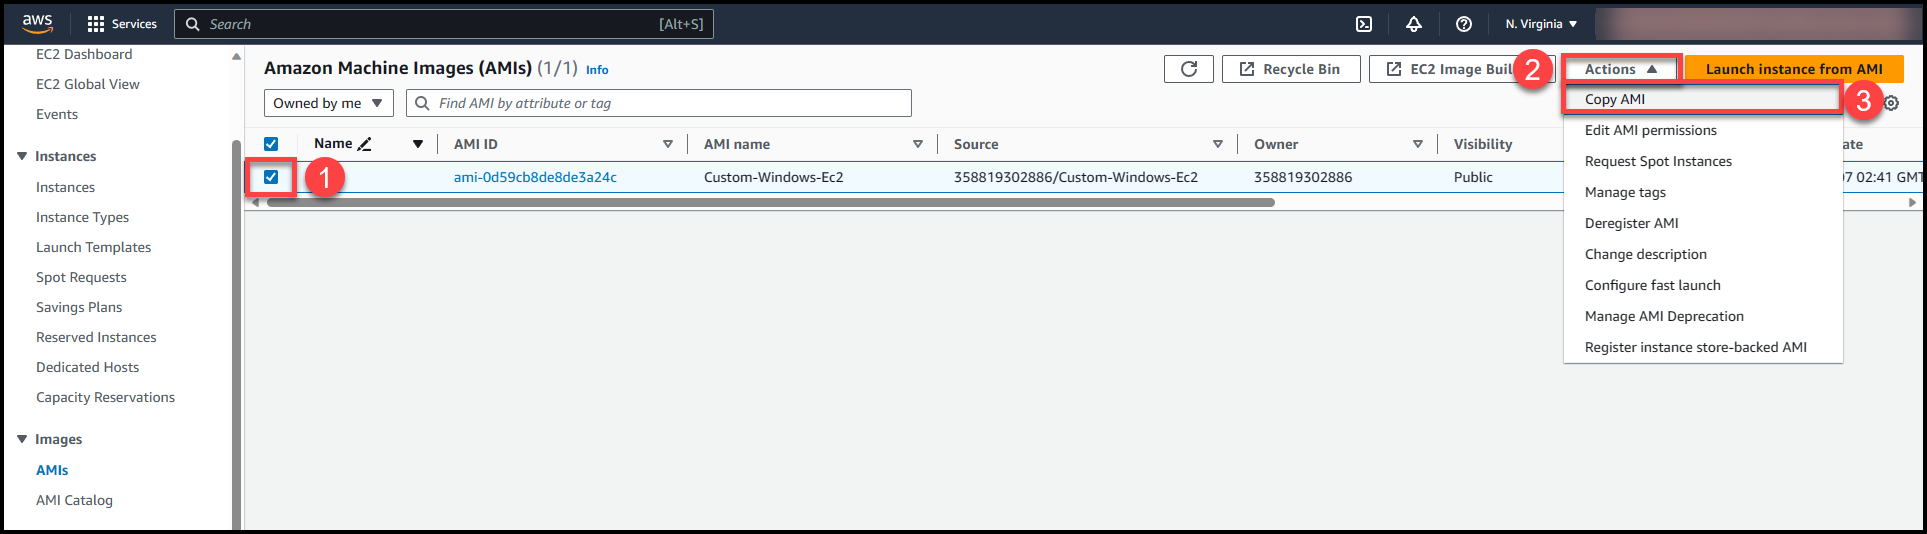 aws Services Search [Alt+S] N. Virginia
EC2 Dashboard
EC2 Global View
Events
Instances
Instances
Instance Types
Launch Templates
Spot Requests
Savings Plans
Reserved Instances
Dedicated Hosts
Capacity Reservations
Images
AMIs
AMI Catalog
Amazon Machine Images (AMIs) (1/1) Info
Recycle Bin
EC2 Image
2
Actions
Launch instance from AMI
Owned by me
Find AMI by attribute or tag
Name AMI ID AMI name Source Owner Visibility
1
ami-0d59cb8de8de3a24c Custom-Windows-Ec2 358819302886/Custom-Windows-Ec2 358819302886 Public 02:41 GMT
Copy AMI
3
Edit AMI permissions
Request Spot Instances
Manage tags
Deregister AMI
Change description
Configure fast launch
Manage AMI Deprecation
Register instance store-backed AMI